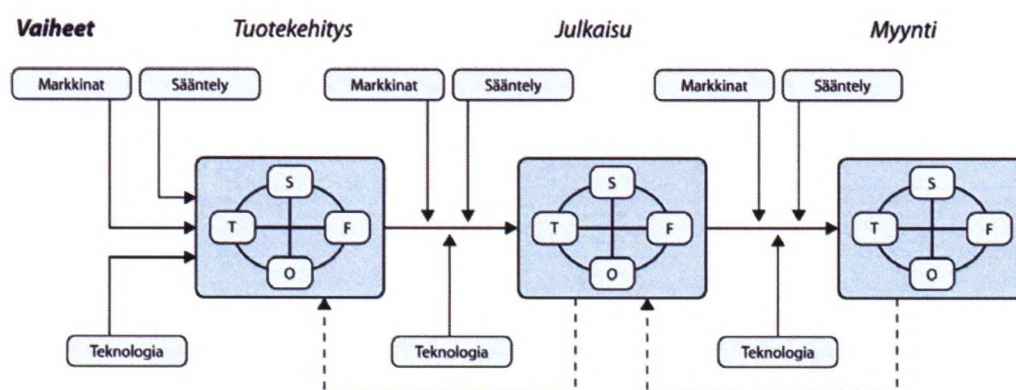 Vaiheet Tuotekehitys Julkaisu Myynti
Markkinat Sääntely Markkinat Sääntely Markkinat Sääntely
S S S
T F T F T F
O O O
Teknologia Teknologia Teknologia